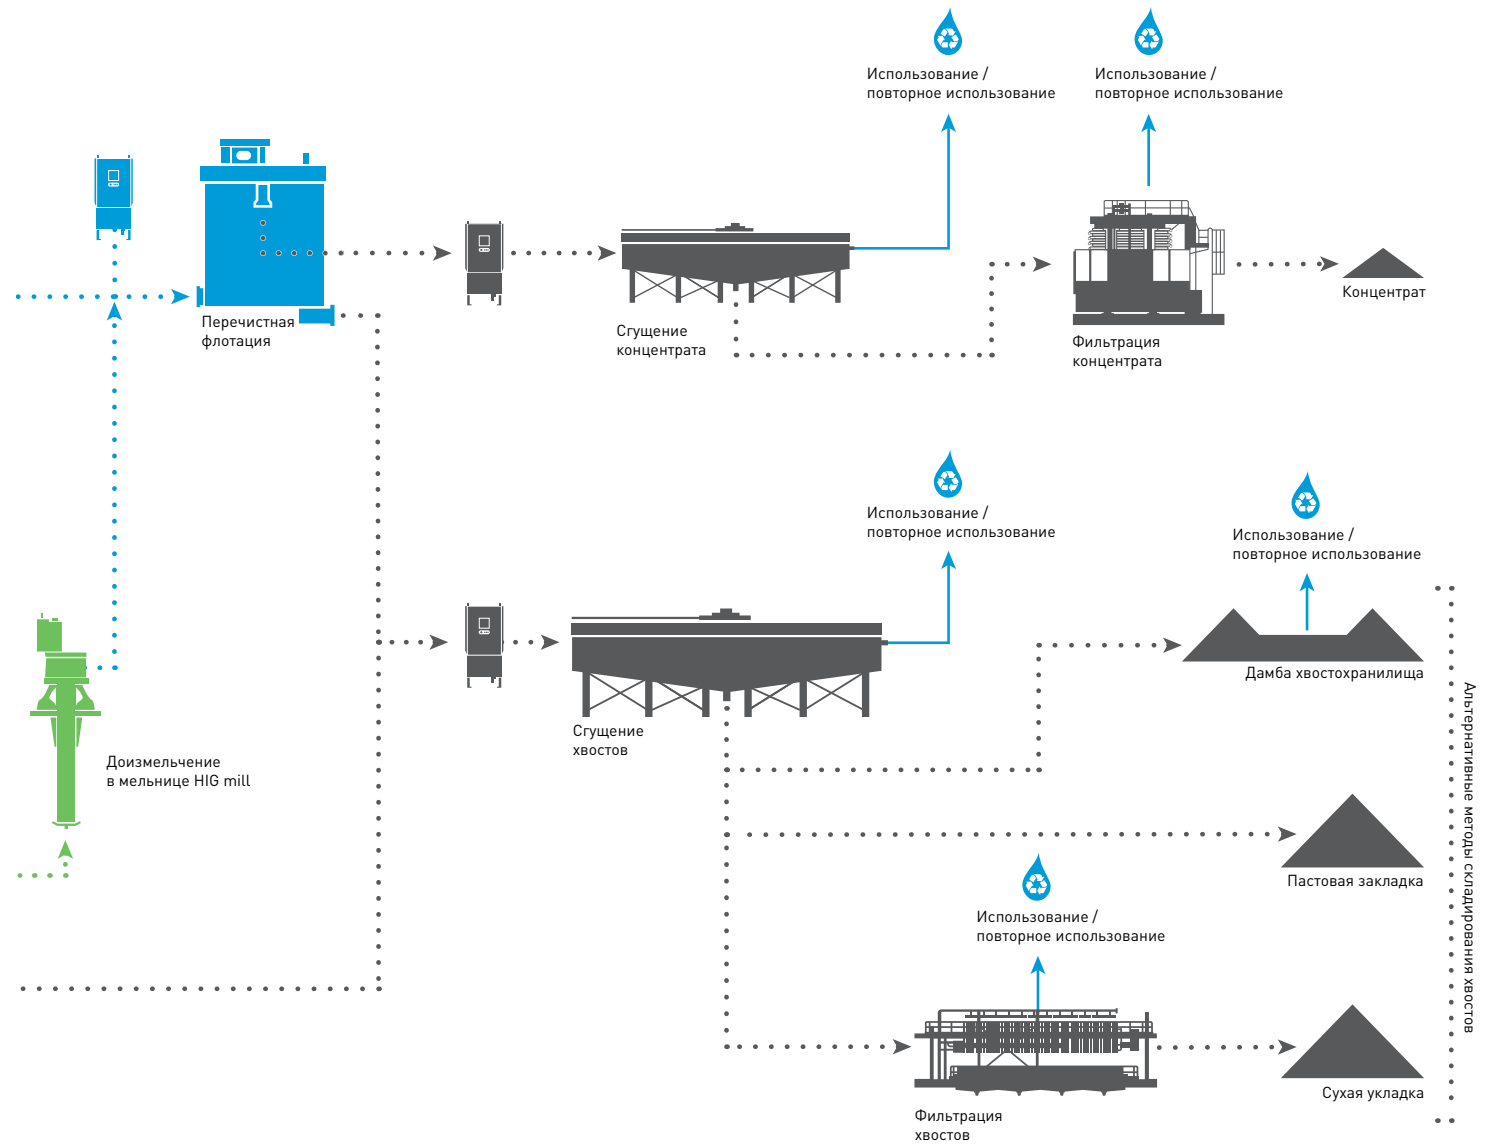 Использование /
повторное использование
Использование /
повторное использование
Перечистная
флотация
Сгущение
концентрата
Фильтрация
концентрата
Концентрат
Использование /
повторное использование
Использование /
повторное использование
Дамба хвостохранилища
Сгущение
хвостов
Доизмельчение
в мельнице HIG mill
Альтернативные методы складирования хвостов
Пастовая закладка
Использование /
повторное использование
Сухая укладка
Фильтрация
хвостов